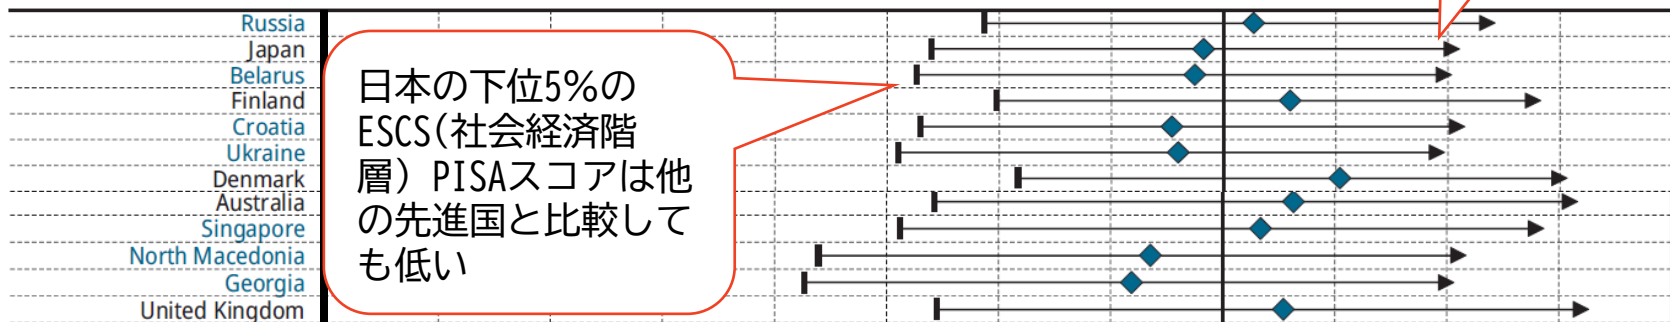 Russia
Japan
Belarus
Finland
Croatia
Ukraine
Denmark
Australia
Singapore
North Macedonia
Georgia
United Kingdom
日本の下位5%の
ESCS(社会経済階
層）PISAスコアは他
の先進国と比較して
も低い